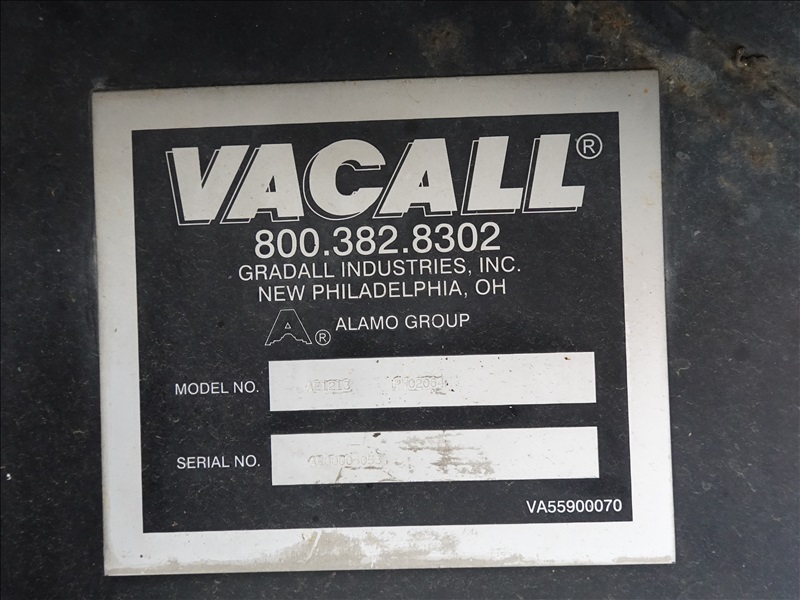 VACALL®
800.382.8302
GRADALL INDUSTRIES, INC.
NEW PHILADELPHIA, OH
A® ALAMO GROUP
MODEL NO.
SERIAL NO.
VA55900070